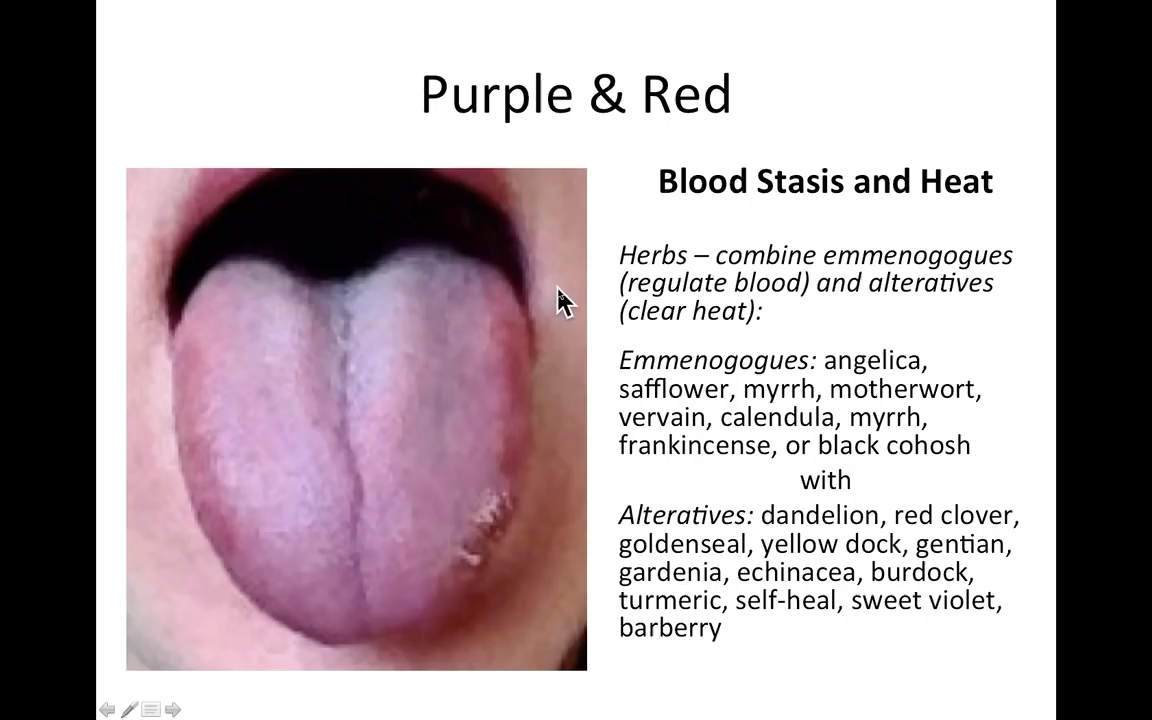 Purple & Red
Blood Stasis and Heat
Herbs – combine emmenogogues
(regulate blood) and alteratives
(clear heat):
Emmenogogues: angelica,
safflower, myrrh, motherwort,
vervain, calendula, myrrh,
frankincense, or black cohosh
with
Alteratives: dandelion, red clover,
goldenseal, yellow dock, gentian,
gardenia, echinacea, burdock,
turmeric, self-heal, sweet violet,
barberry